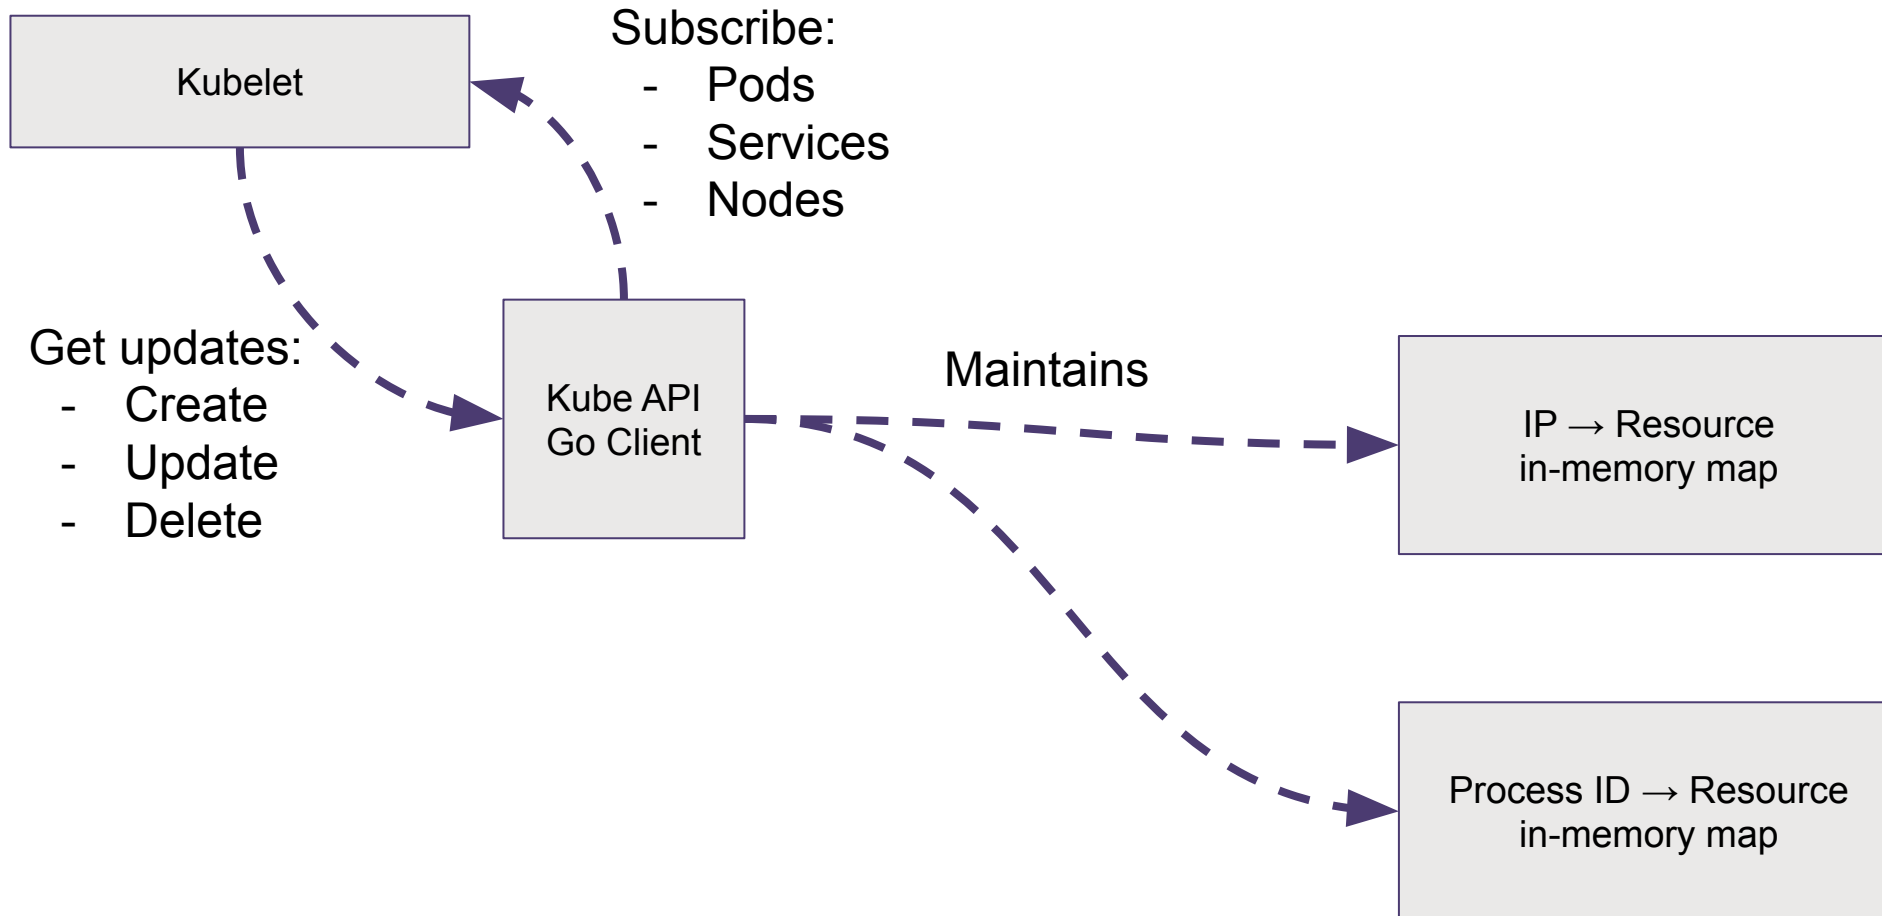 Kubelet
Subscribe:
- Pods
- Services
- Nodes
Get updates:
- Create
- Update
- Delete
Kube API
Go Client
Maintains
IP → Resource
in-memory map
Process ID → Resource
in-memory map